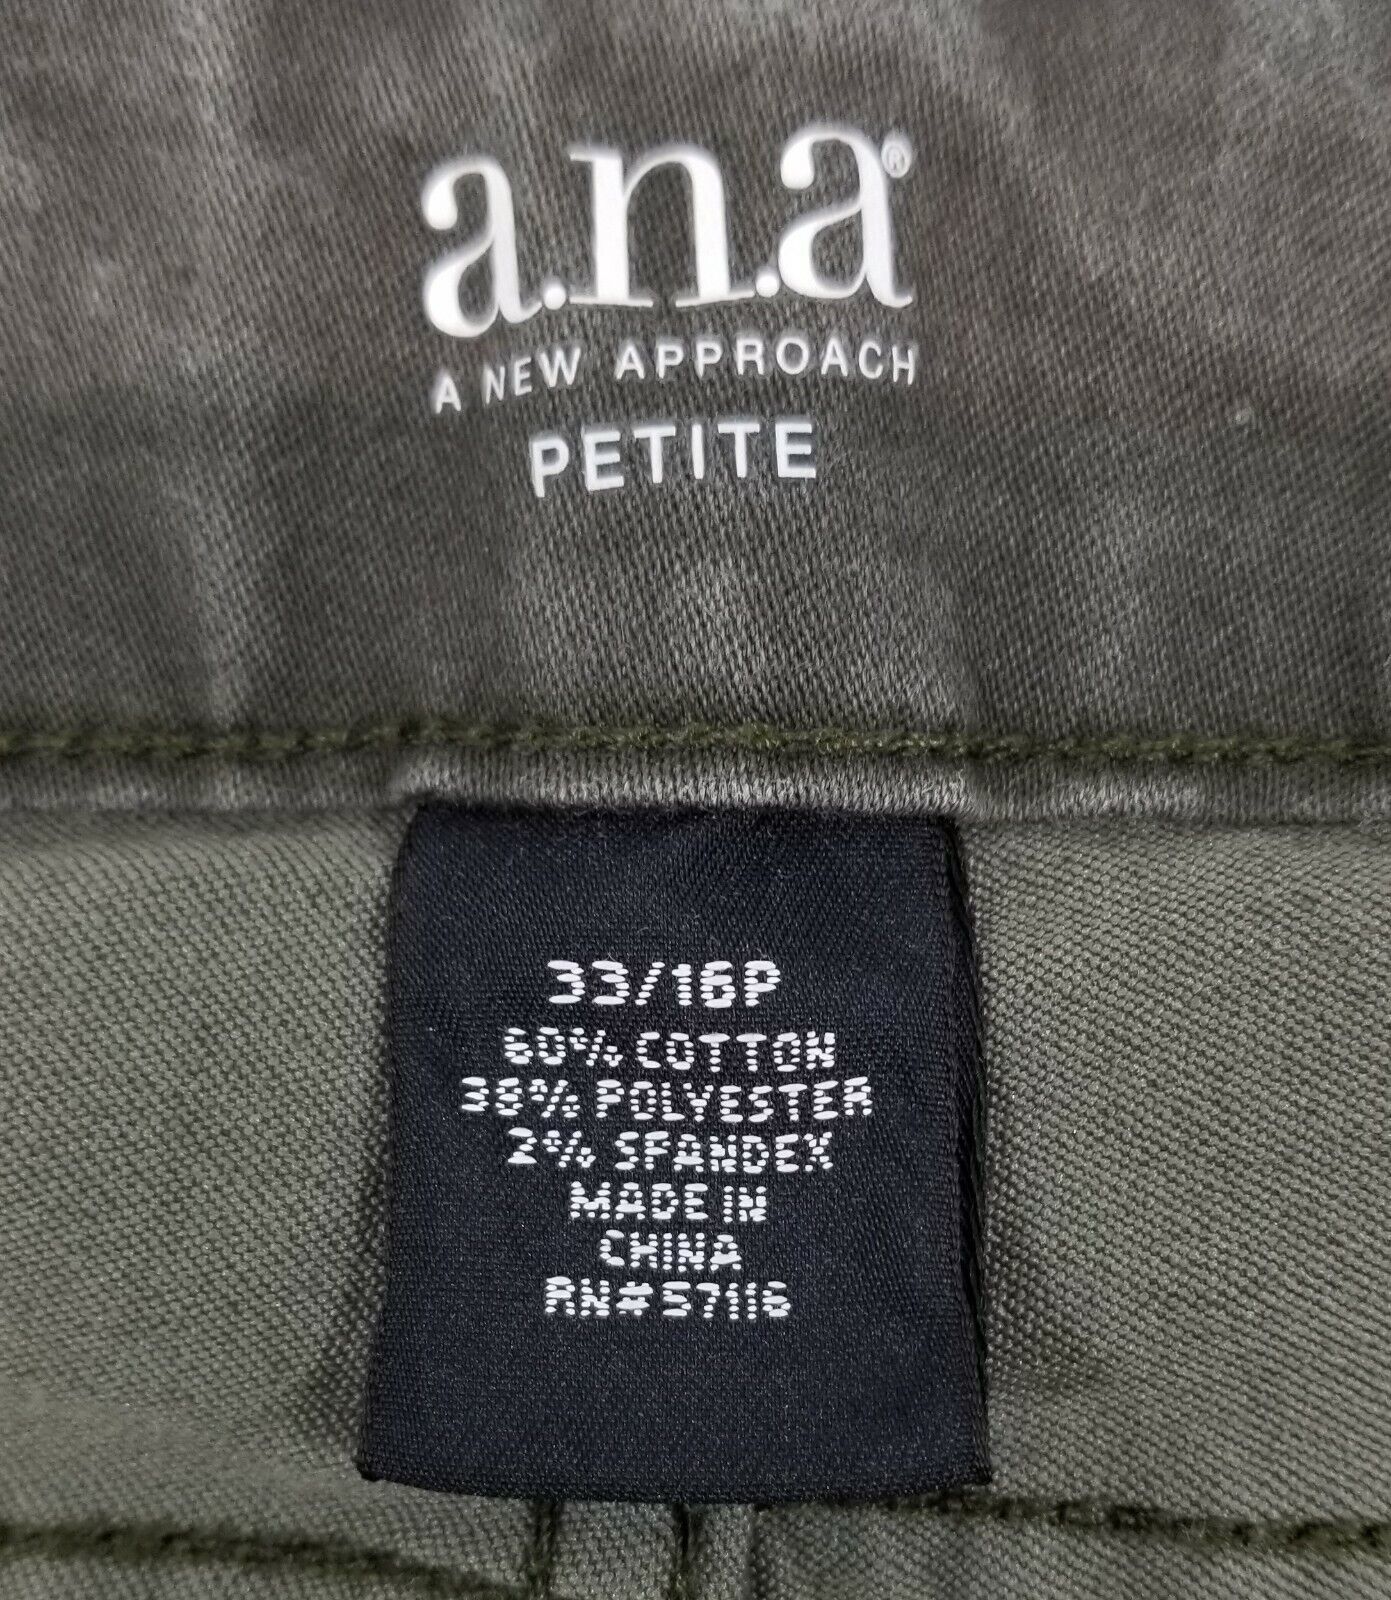 a.n.a®
A NEW APPROACH
PETITE
33/16P
60% COTTON
38% POLYESTER
2% SPANDEX
MADE IN
CHINA
RN#57116